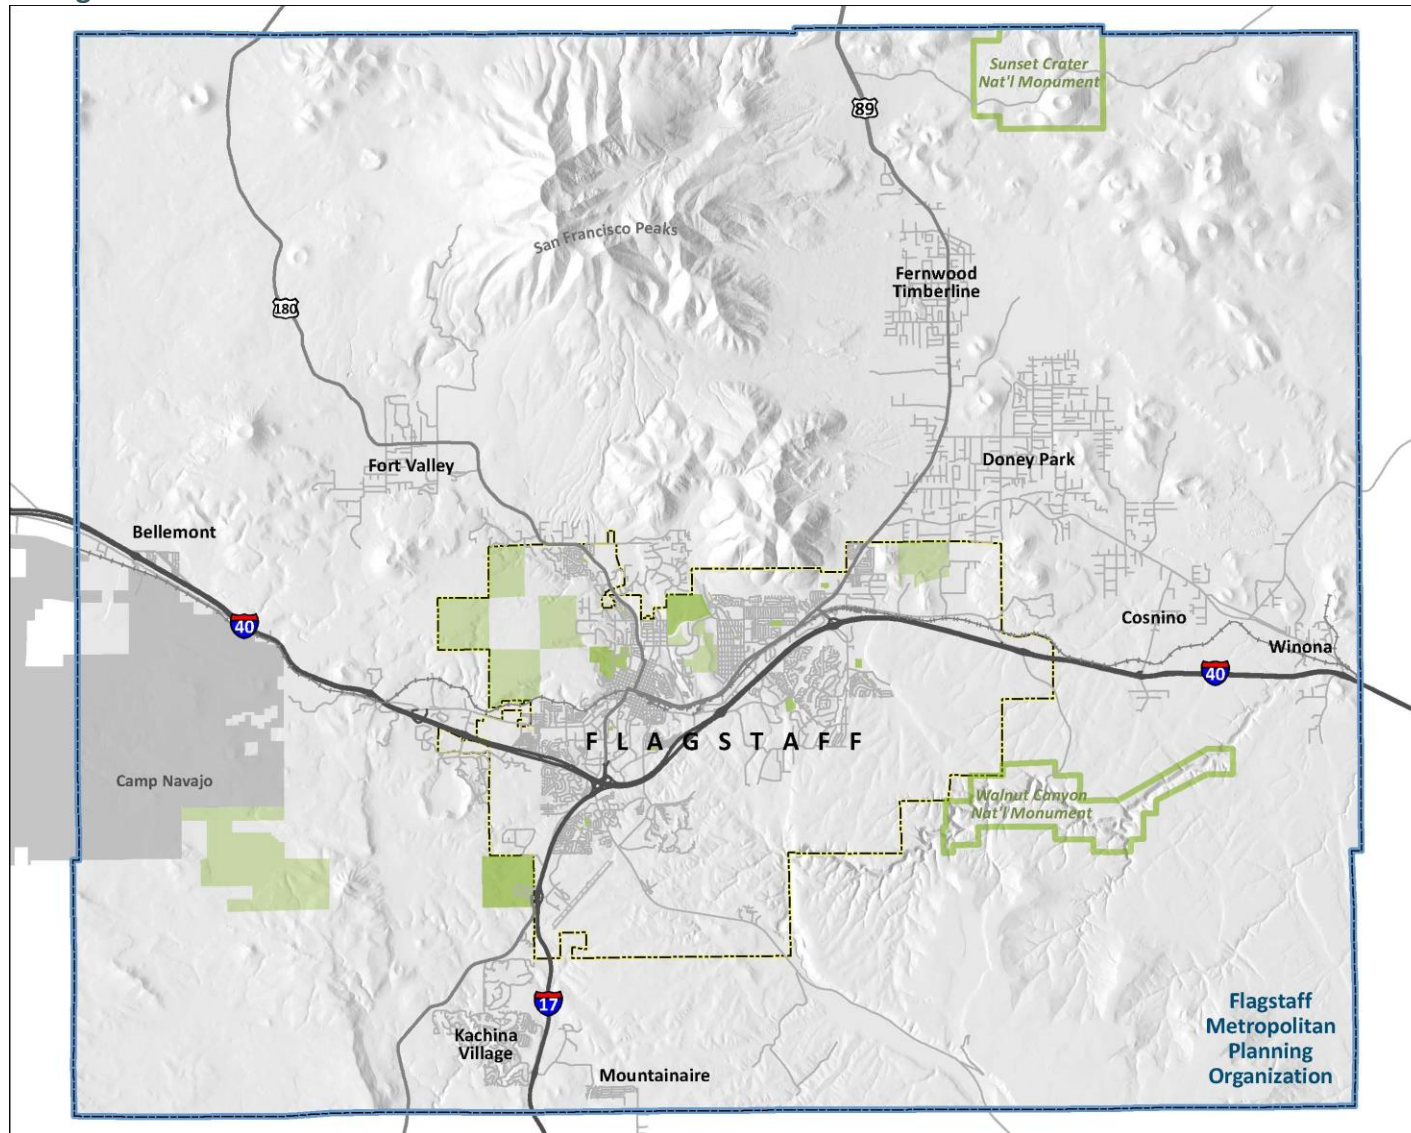 Sunset Crater
Nat'l Monument
89
San Francisco Peaks
Fernwood
Timberline
180
Fort Valley
Doney Park
Bellemont
40
Cosnino
Winona
40
FLAGSTAFF
Camp Navajo
Walnut Canyon
Nat'l Monument
17
Kachina
Village
Mountainaire
Flagstaff
Metropolitan
Planning
Organization